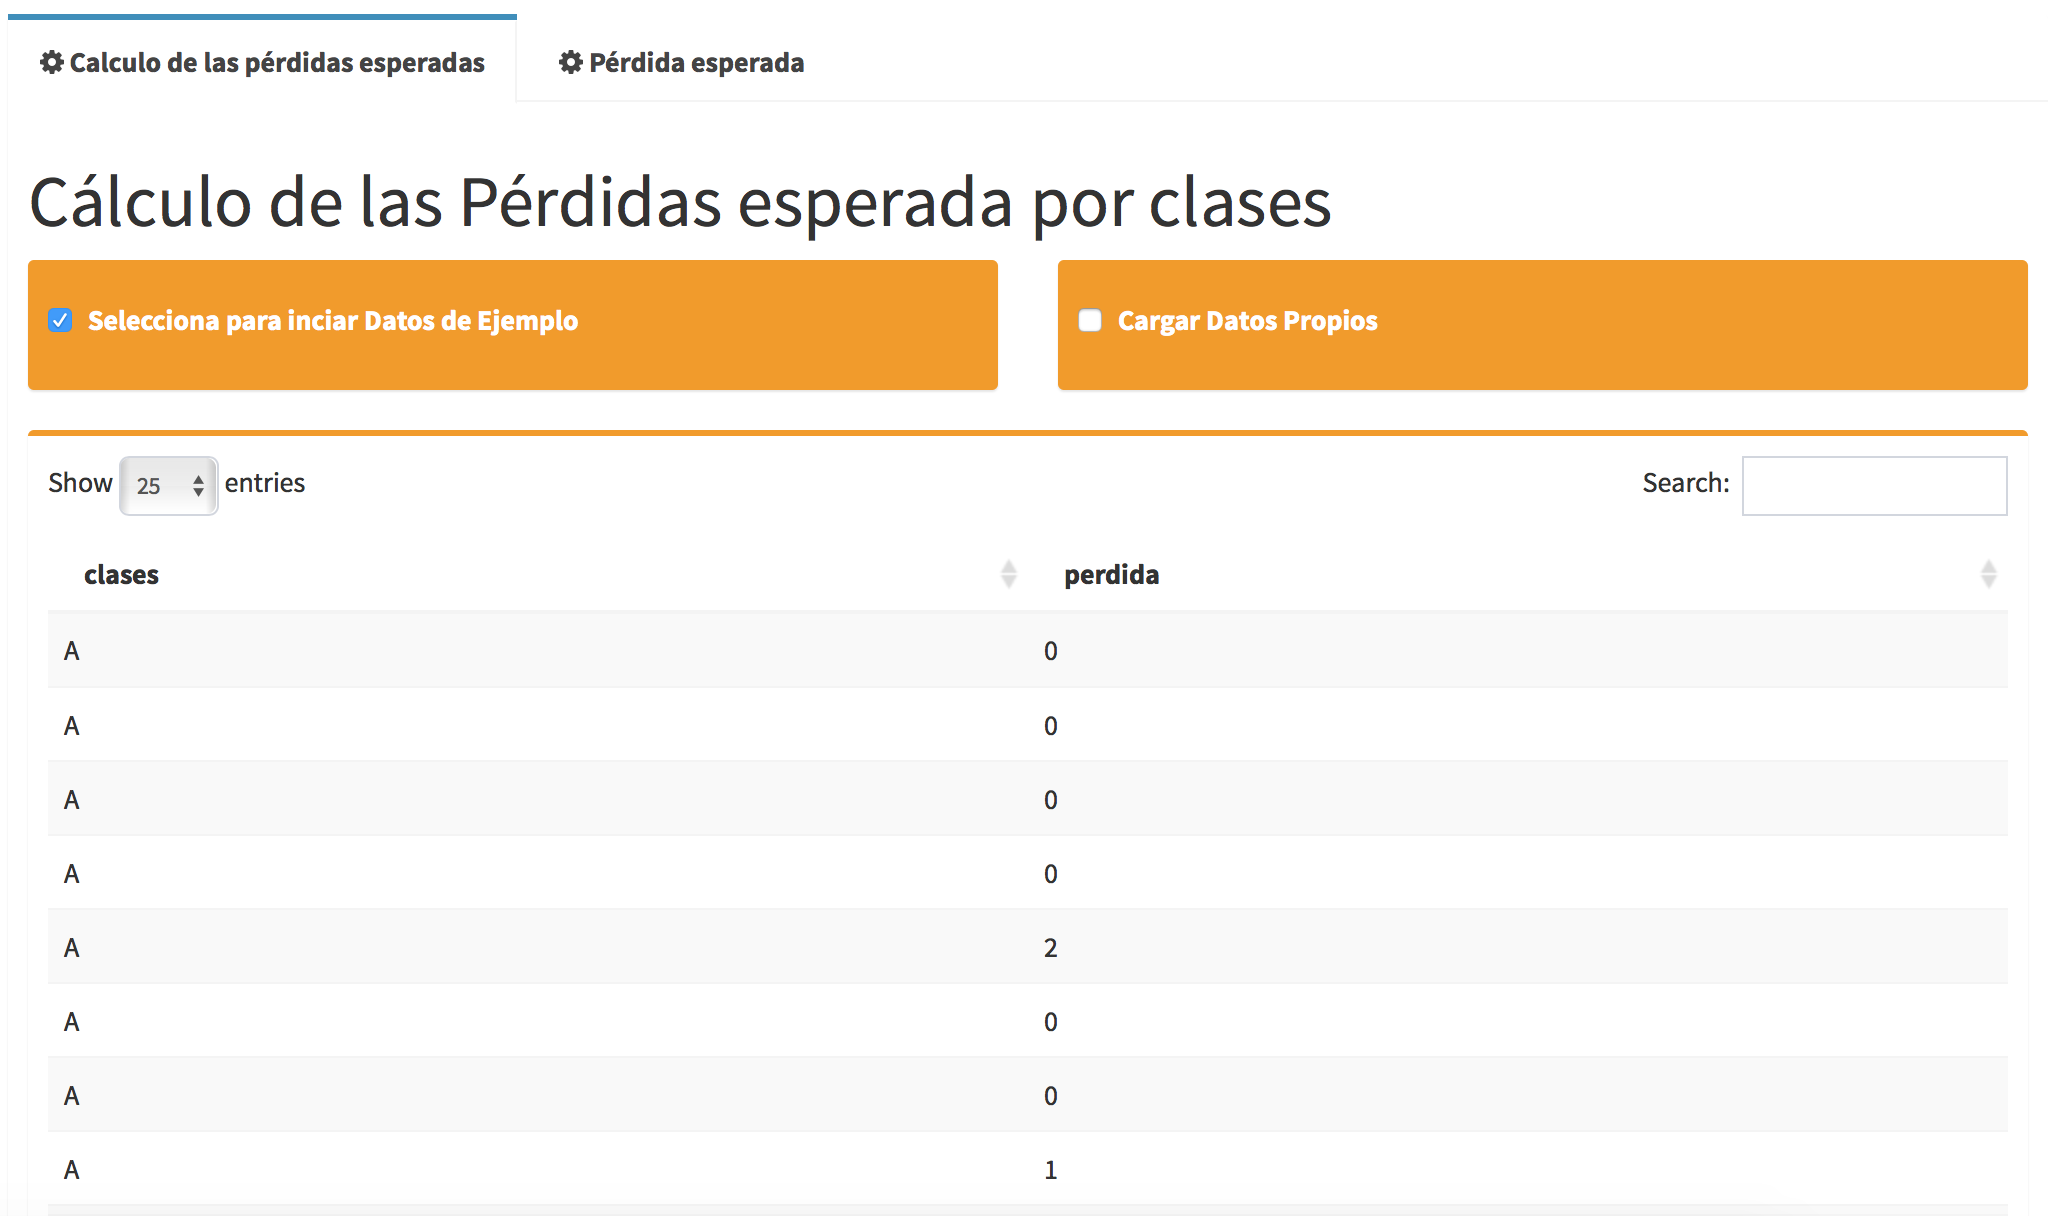 Calculo de las pérdidas esperadas Pérdida esperada
Cálculo de las Pérdidas esperada por clases
Selecciona para inciar Datos de Ejemplo Cargar Datos Propios
Show 25 entries Search:
clases perdida
A 0
A 0
A 0
A 0
A 2
A 0
A 0
A 1